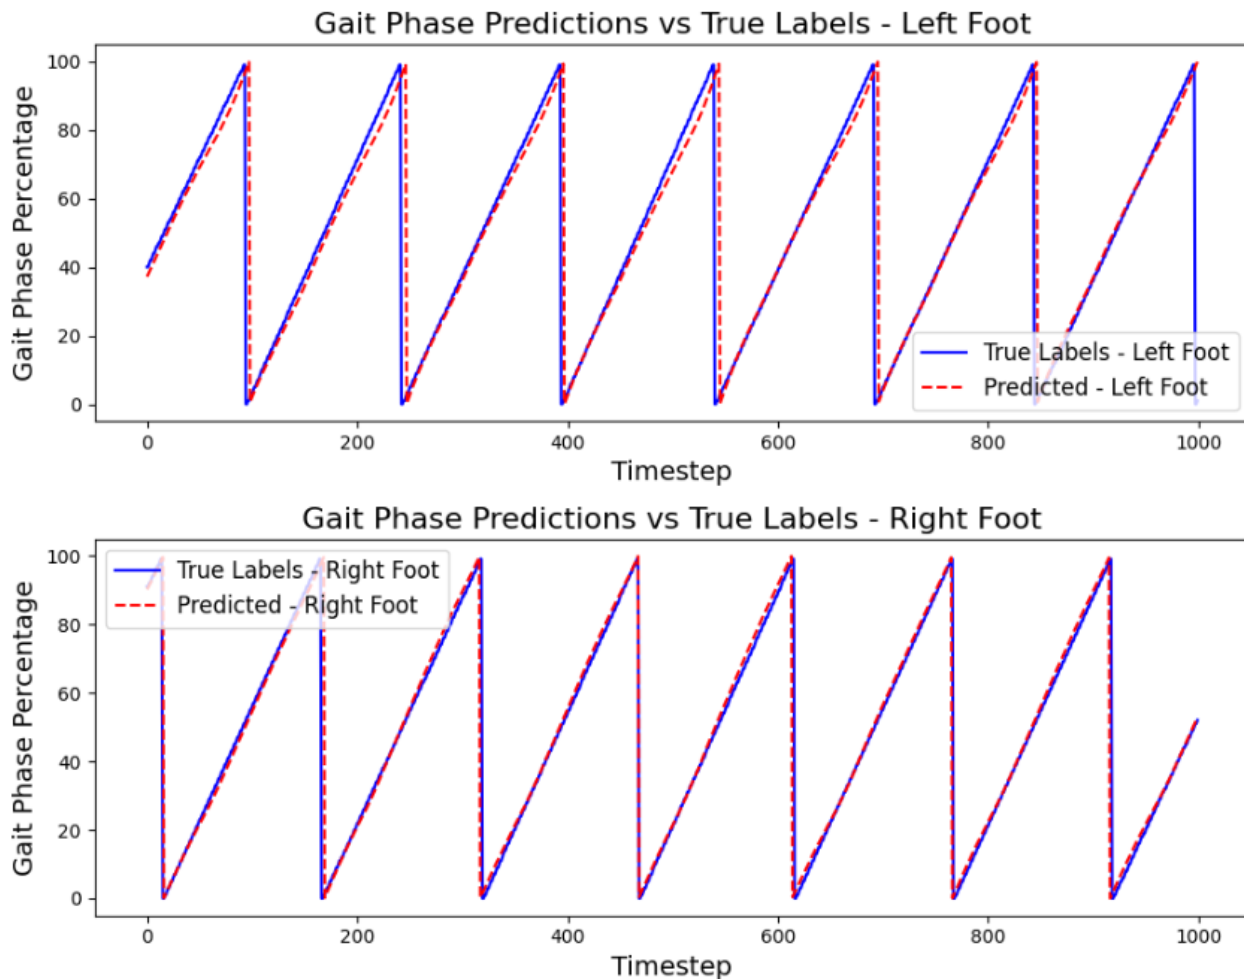 Gait Phase Predictions vs True Labels - Left Foot
Gait Phase Percentage
100
80
60
40
20
0
True Labels - Left Foot
Predicted - Left Foot
0 200 400 600 800 1000
Timestep
Gait Phase Predictions vs True Labels - Right Foot
Gait Phase Percentage
100
80
60
40
20
0
True Labels - Right Foot
Predicted - Right Foot
0 200 400 600 800 1000
Timestep